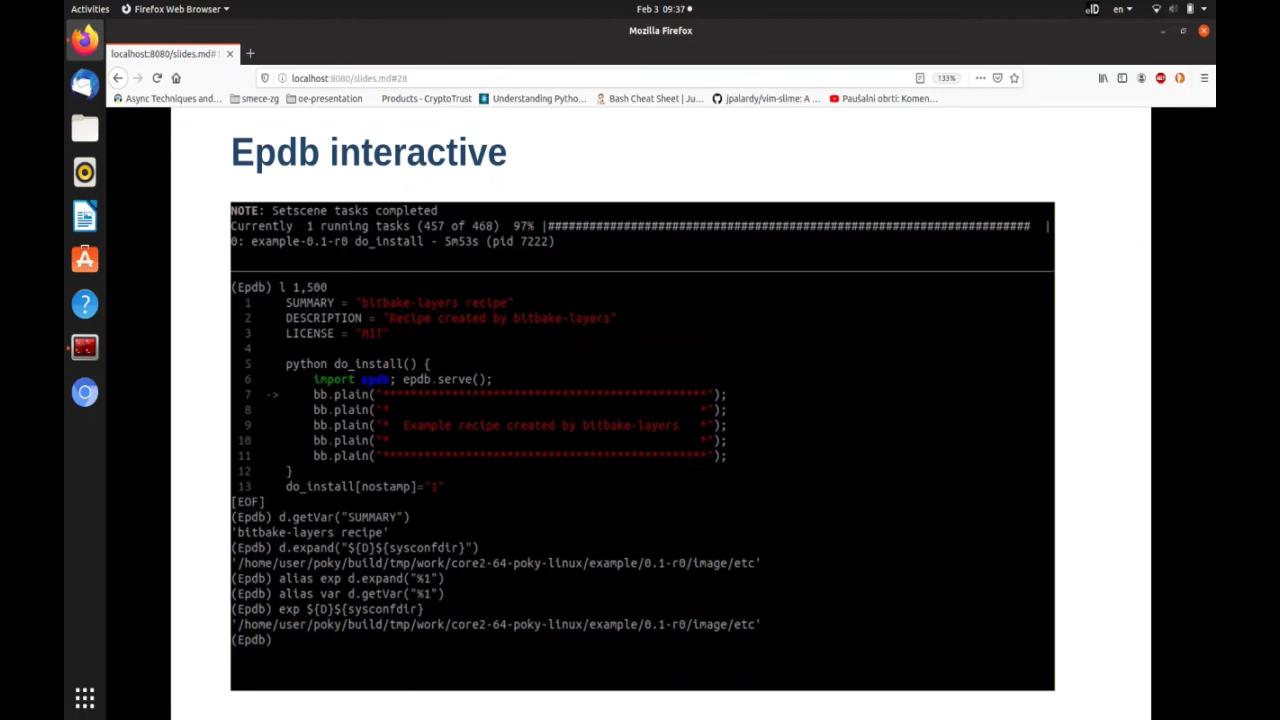 Activities
Firefox Web Browser
Feb 3 09:37
eID
en
Mozilla Firefox
localhost:8080/slides.md#
localhost:8080/slides.md#28
133%
Async Techniques and…
smece-zg
oe-presentation
Products - CryptoTrust
Understanding Pytho…
Bash Cheat Sheet | Ju…
jpalardy/vim-slime: A …
Paušalni obrti: Komen…
Epdb interactive
NOTE: Setscene tasks completed
Currently  1 running tasks (457 of 468)  97% |######################################################################  |
0: example-0.1-r0 do_install - 5m53s (pid 7222)
(Epdb) l 1,500
1     SUMMARY = "bitbake-layers recipe"
2     DESCRIPTION = "Recipe created by bitbake-layers"
3     LICENSE = "MIT"
4
5     python do_install() {
6         import epdb; epdb.serve();
7  ->     bb.plain("***********************************************");
8         bb.plain("*                                             *");
9         bb.plain("*  Example recipe created by bitbake-layers   *");
10         bb.plain("*                                             *");
11         bb.plain("***********************************************");
12     }
13     do_install[nostamp]="1"
[EOF]
(Epdb) d.getVar("SUMMARY")
'bitbake-layers recipe'
(Epdb) d.expand("${D}${sysconfdir}")
'/home/user/poky/build/tmp/work/core2-64-poky-linux/example/0.1-r0/image/etc'
(Epdb) alias exp d.expand("%1")
(Epdb) alias var d.getVar("%1")
(Epdb) exp ${D}${sysconfdir}
'/home/user/poky/build/tmp/work/core2-64-poky-linux/example/0.1-r0/image/etc'
(Epdb)